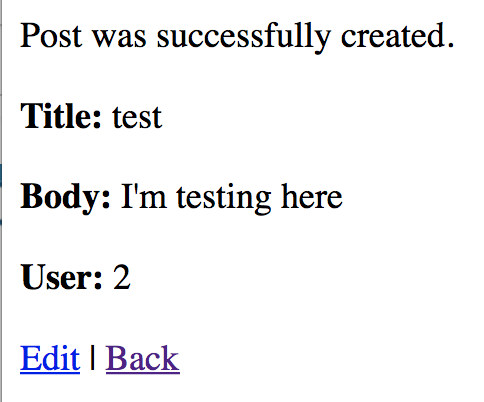 Post was successfully created.
Title: test
Body: I'm testing here
User: 2
Edit | Back